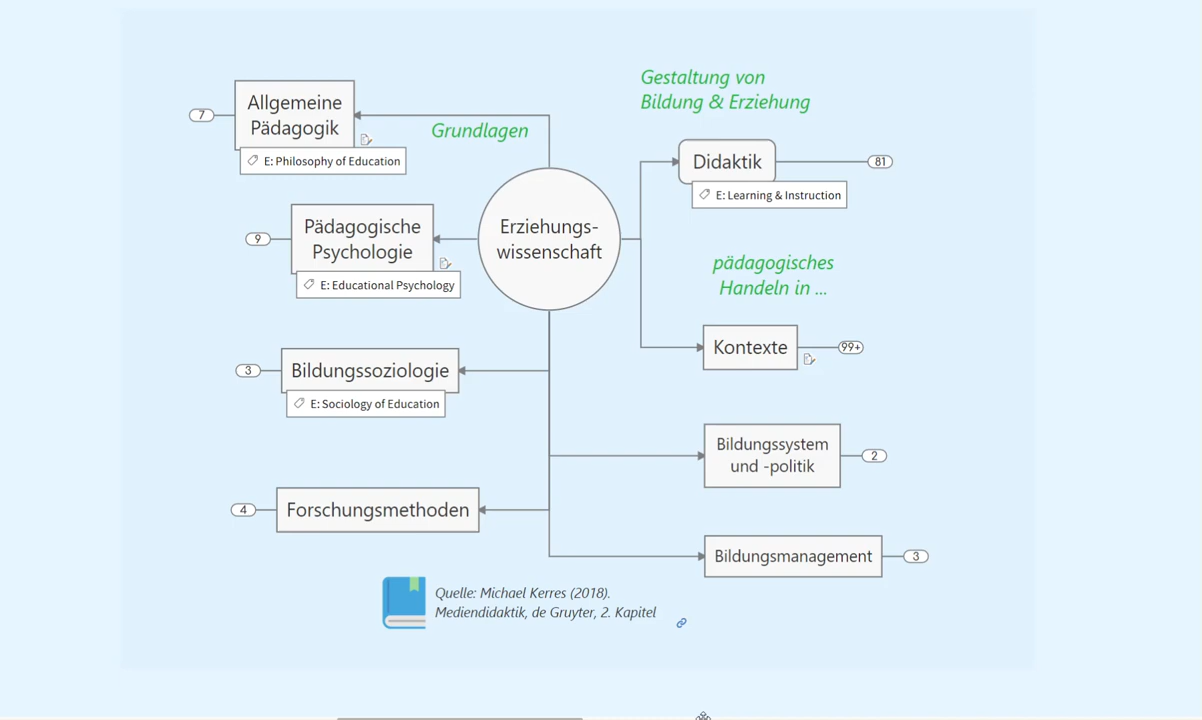 Gestaltung von
Bildung & Erziehung
7
Allgemeine
Pädagogik
E: Philosophy of Education
Grundlagen
Didaktik
81
E: Learning & Instruction
9
Pädagogische
Psychologie
E: Educational Psychology
Erziehungs-
wissenschaft
pädagogisches
Handeln in ...
Kontexte
99+
3
Bildungssoziologie
E: Sociology of Education
Bildungssystem
und -politik
2
4
Forschungsmethoden
Bildungsmanagement
3
Quelle: Michael Kerres (2018).
Mediendidaktik, de Gruyter, 2. Kapitel